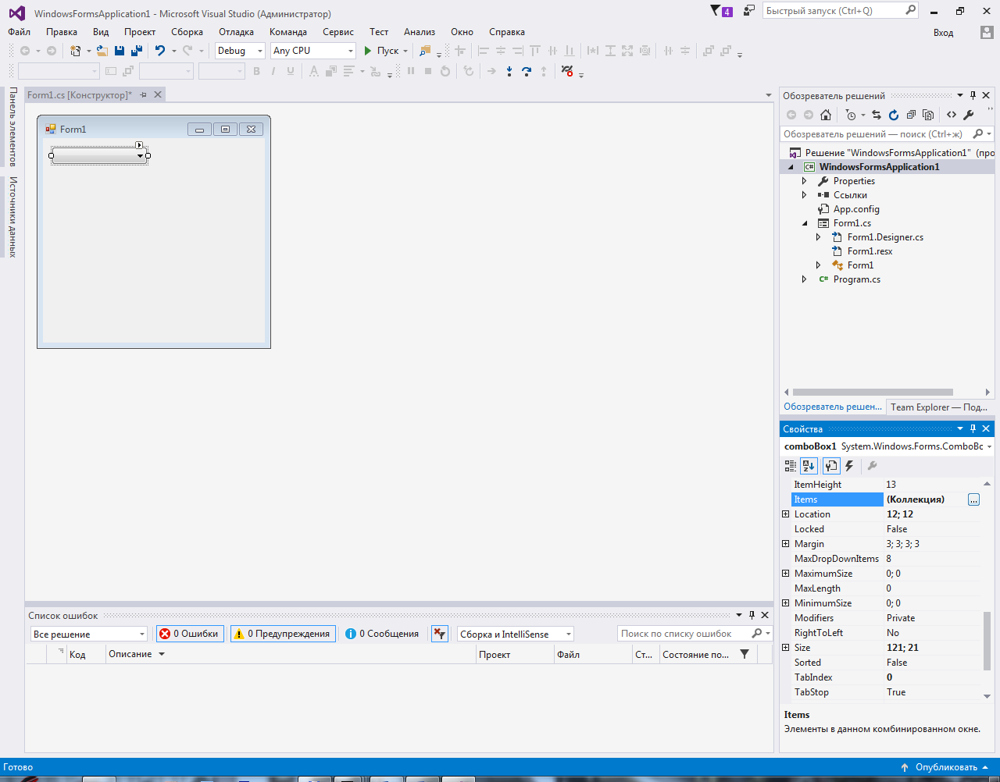 WindowsFormsApplication1 - Microsoft Visual Studio (Администратор)
4
Быстрый запуск (Ctrl+Q)
Файл Правка Вид Проект Сборка Отладка Команда Сервис Тест Анализ Окно Справка
Вход
Debug Any CPU Пуск
Панель элементов
Источники данных
Form1.cs [Конструктор]*
Form1
Обозреватель решений
Обозреватель решений — поиск (Ctrl+ж)
Решение "WindowsFormsApplication1" (про
WindowsFormsApplication1
Properties
Ссылки
App.config
Form1.cs
Form1.Designer.cs
Form1.resx
Form1
C# Program.cs
Обозреватель решен... Team Explorer — Под...
Свойства
comboBox1 System.Windows.Forms.ComboBo
ItemHeight 13
Items (Коллекция) ...
Location 12; 12
Locked False
Margin 3; 3; 3; 3
MaxDropDownItems 8
MaximumSize 0; 0
MaxLength 0
MinimumSize 0; 0
Modifiers Private
RightToLeft No
Size 121; 21
Sorted False
TabIndex 0
TabStop True
Items
Элементы в данном комбинированном окне.
Список ошибок
Все решение 0 Ошибки 0 Предупреждения 0 Сообщения Сборка и IntelliSense Поиск по списку ошибок
Код Описание Проект Файл Ст... Состояние по...
Готово
Опубликовать